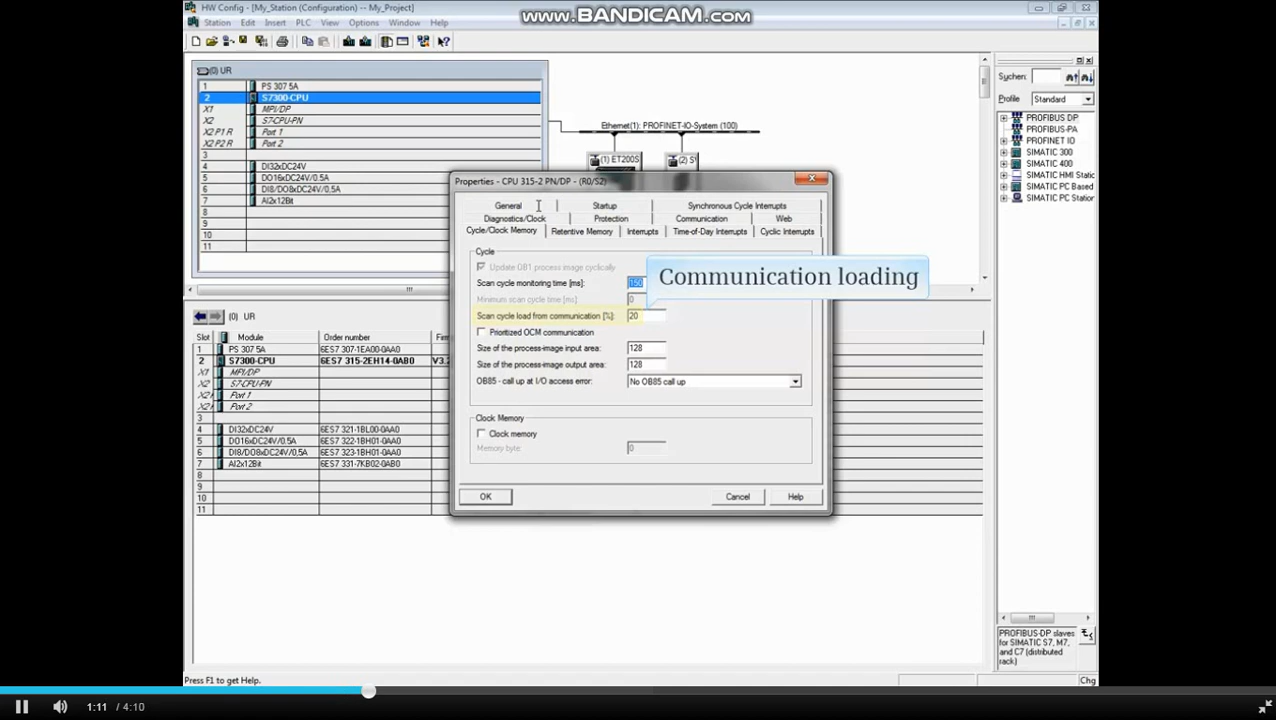 HW Config - [My_Station (Configuration) -- My_Project]
www.BANDICAM.com
Station Edit Insert PLC View Options Window Help
(0) UR
1 PS 307 5A
2 S7300-CPU
X1 MPI/DP
X2 S7-CPU-PN
X2 P1 R Port 1
X2 P2 R Port 2
3
4 DI32xDC24V
5 DO16xDC24V/0.5A
6 DI8/DO8xDC24V/0.5A
7 AI2x12Bit
8
9
10
11
Ethernet(1): PROFINET-IO-System (100)
(1) ET200S
(2) S
Suchen:
Profile Standard
PROFIBUS DP
PROFIBUS-PA
PROFINET IO
SIMATIC 300
SIMATIC 400
SIMATIC HMI Static
SIMATIC PC Based
SIMATIC PC Station
Properties - CPU 315-2 PN/DP - (R0/S2)
General Startup Synchronous Cycle Interrupts
Diagnostics/Clock Protection Communication Web
Cycle/Clock Memory Retentive Memory Interrupts Time-of-Day Interrupts Cyclic Interrupts
Cycle
Update OB1 process image cyclically
Scan cycle monitoring time [ms]: 150
Minimum scan cycle time [ms] 0
Scan cycle load from communication [%]: 20
Prioritized OCM communication
Size of the process-image input area: 128
Size of the process-image output area: 128
OB85 - call up at I/O access error: No OB85 call up
Clock Memory
Clock memory
Memory byte: 0
OK Cancel Help
Communication loading
(0) UR
Slot Module Order number Firm
1 PS 307 5A 6ES7 307-1EA00-0AA0
2 S7300-CPU 6ES7 315-2EH14-0AB0 V3.
X1 MPI/DP
X2 S7-CPU-PN
X2 Port 1
X2 Port 2
3
4 DI32xDC24V 6ES7 321-1BL00-0AA0
5 DO16xDC24V/0.5A 6ES7 322-1BH01-0AA0
6 DI8/DO8xDC24V/0.5A 6ES7 323-1BH01-0AA0
7 AI2x12Bit 6ES7 331-7KB02-0AB0
8
9
10
11
PROFIBUS-DP slaves
for SIMATIC S7, M7,
and C7 (distributed
rack)
Press F1 to get Help.
Chg
1:11 / 4:10